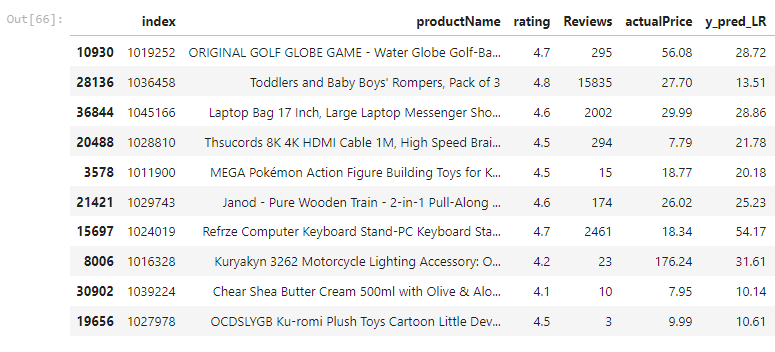 Out[66]:
index productName rating Reviews actualPrice y_pred_LR
10930 1019252 ORIGINAL GOLF GLOBE GAME - Water Globe Golf-Ba... 4.7 295 56.08 28.72
28136 1036458 Toddlers and Baby Boys' Rompers, Pack of 3 4.8 15835 27.70 13.51
36844 1045166 Laptop Bag 17 Inch, Large Laptop Messenger Sho... 4.6 2002 29.99 28.86
20488 1028810 Thsucords 8K 4K HDMI Cable 1M, High Speed Brai... 4.5 294 7.79 21.78
3578 1011900 MEGA Pokémon Action Figure Building Toys for K... 4.5 15 18.77 20.18
21421 1029743 Janod - Pure Wooden Train - 2-in-1 Pull-Along ... 4.6 174 26.02 25.23
15697 1024019 Refrze Computer Keyboard Stand-PC Keyboard Sta... 4.7 2461 18.34 54.17
8006 1016328 Kuryakyn 3262 Motorcycle Lighting Accessory: O... 4.2 23 176.24 31.61
30902 1039224 Chear Shea Butter Cream 500ml with Olive & Alo... 4.1 10 7.95 10.14
19656 1027978 OCDSLYGB Ku-romi Plush Toys Cartoon Little Dev... 4.5 3 9.99 10.61